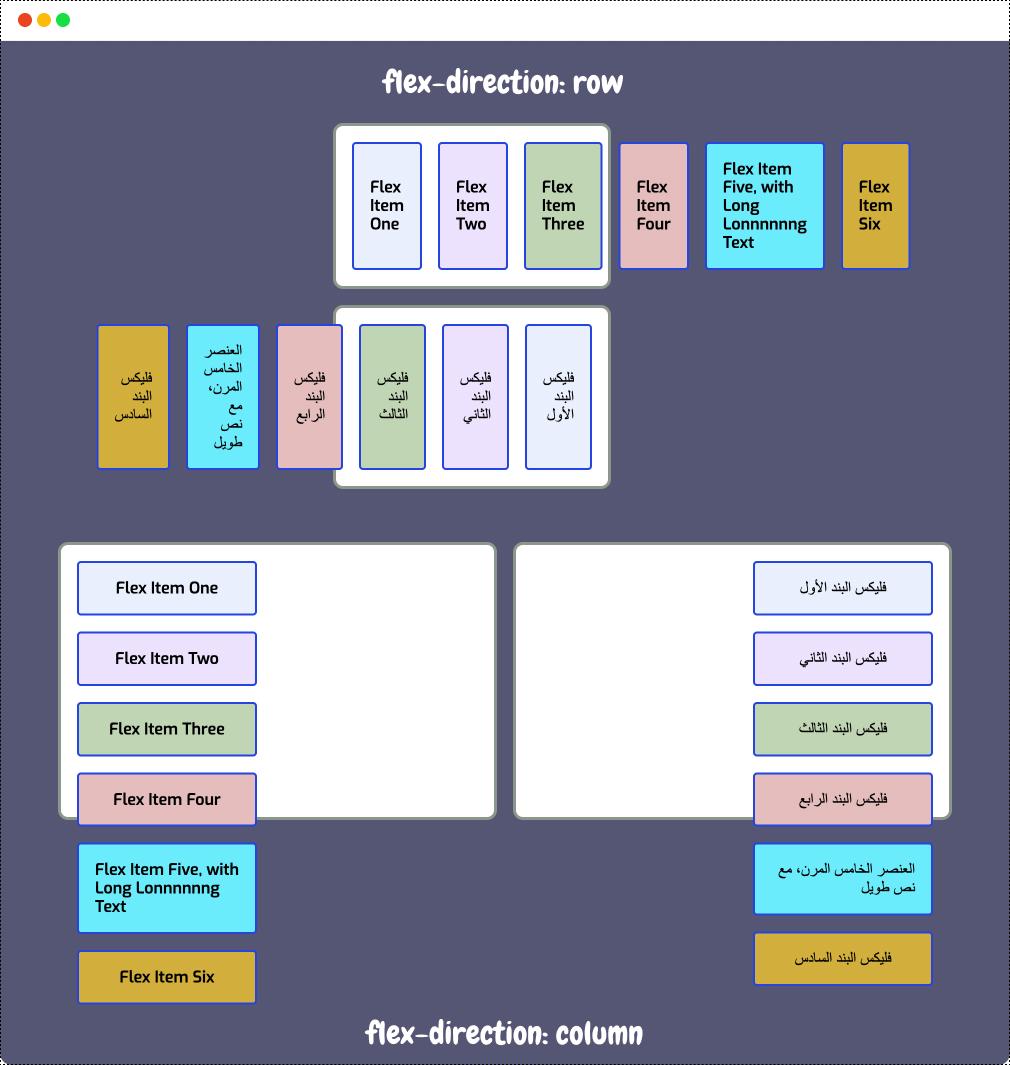 flex-direction: row
Flex
Item
One
Flex
Item
Two
Flex
Item
Three
Flex
Item
Four
Flex Item
Five, with
Long
Lonnnnnng
Text
Flex
Item
Six
فليكس
البند
الأول
فليكس
البند
الثاني
فليكس
البند
الثالث
فليكس
البند
الرابع
العنصر
الخامس
المرن،
مع
نص
طويل
فليكس
البند
السادس
Flex Item One
Flex Item Two
Flex Item Three
Flex Item Four
Flex Item Five, with
Long Lonnnnnng
Text
Flex Item Six
فليكس البند الأول
فليكس البند الثاني
فليكس البند الثالث
فليكس البند الرابع
العنصر الخامس المرن، مع
نص طويل
فليكس البند السادس
flex-direction: column